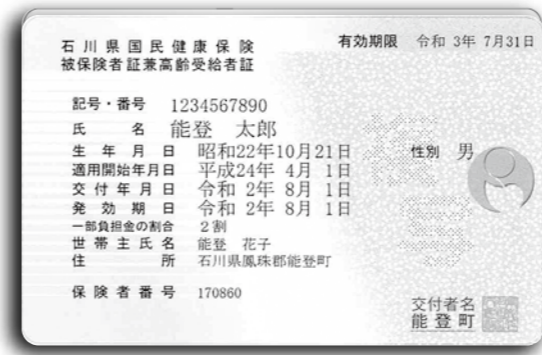 石川県国民健康保険
被保険者証兼高齢受給者証
有効期限 令和 3年 7月31日
記号・番号 1234567890
氏名 能登 太郎
生年月日 昭和22年10月21日 性別 男
適用開始年月日 平成24年 4月 1日
交付年月日 令和 2年 8月 1日
発効期日 令和 2年 8月 1日
一部負担金の割合 2割
世帯主氏名 能登 花子
住所 石川県鳳珠郡能登町
保険者番号 170860
交付者名
能登町